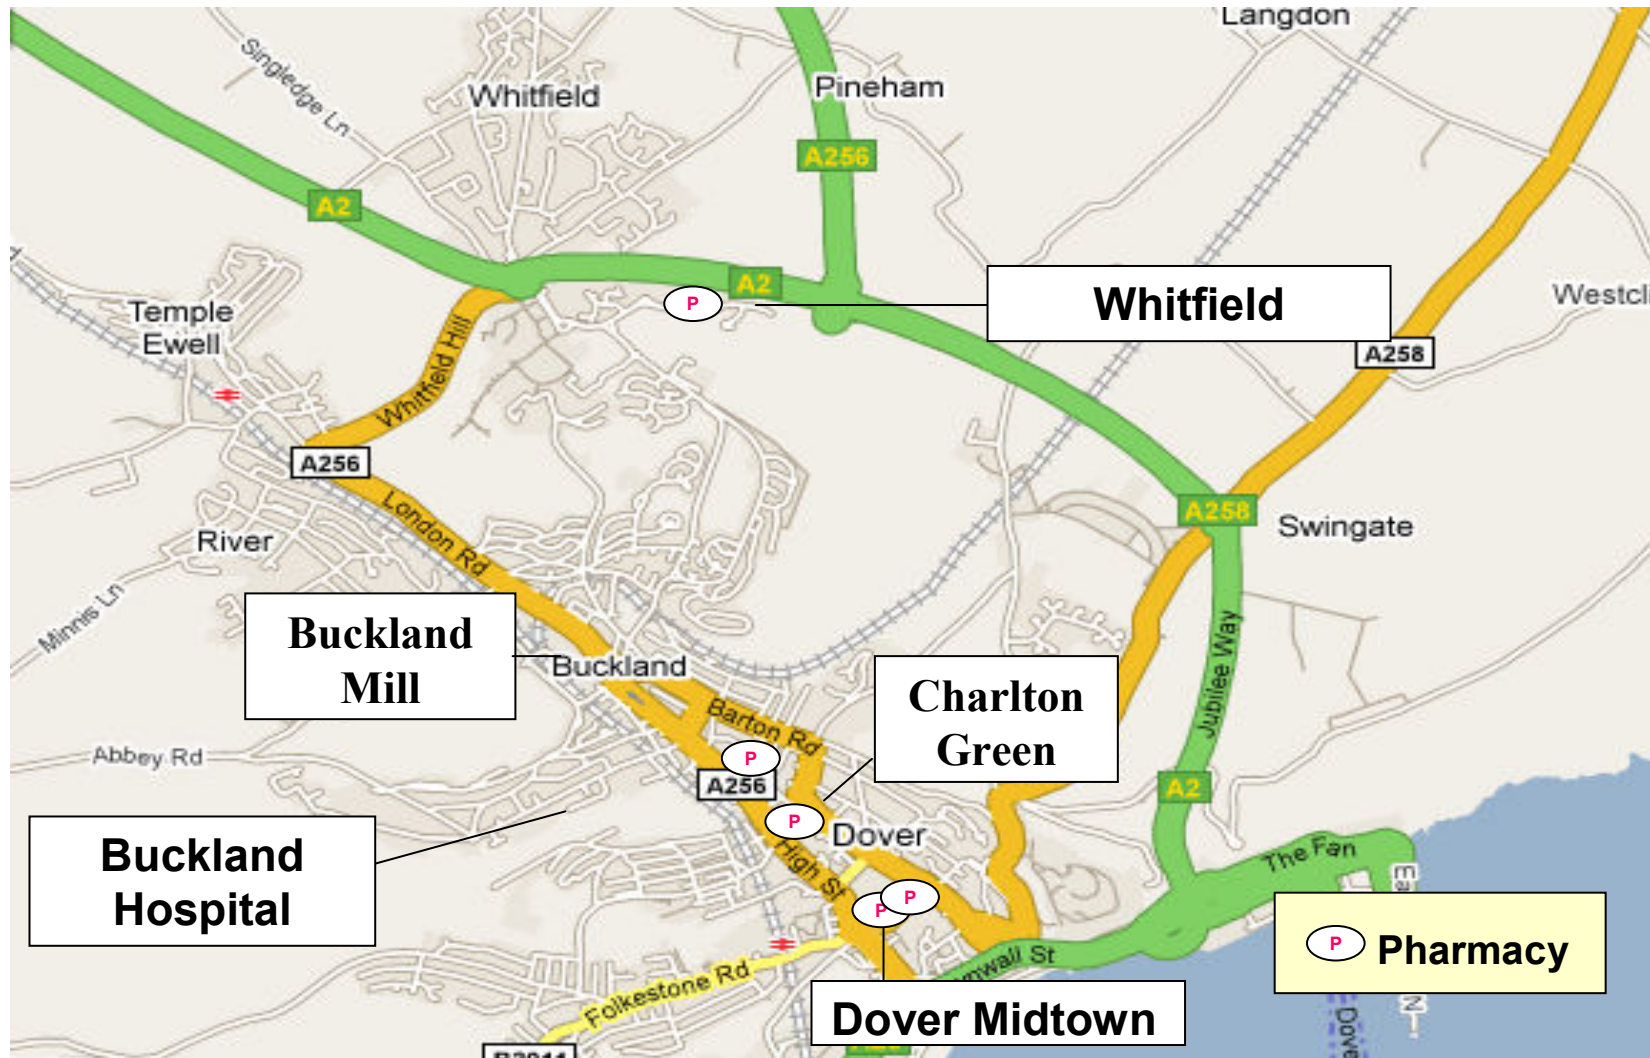 Langdon
Singledge Ln
Whitfield
Pineham
A256
A2
A2
Whitfield
Temple
Ewell
Whitfield Hill
A258
A256
London Rd
A258
Swingate
River
Minnis Ln
Buckland
Mill
Buckland
Jubilee Way
Charlton
Green
Barton Rd
Abbey Rd
P
A256
A2
P
High St
Dover
Buckland
Hospital
The Fan
P
P
P Pharmacy
Folkestone Rd
Dover Midtown